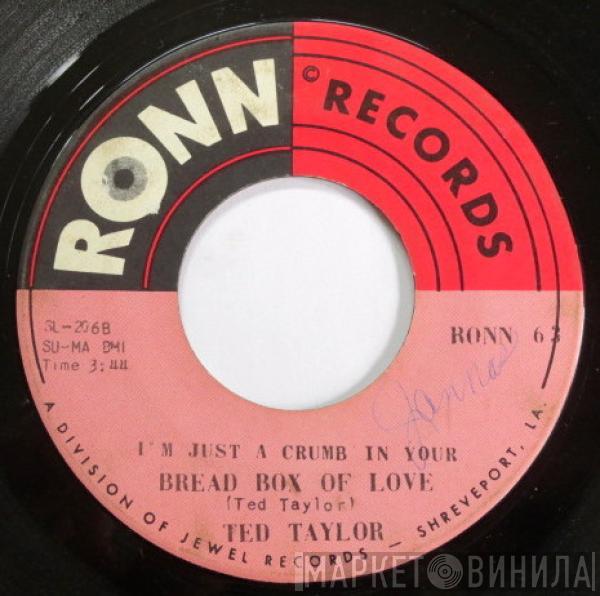 RONN
© RECORDS
SL-206B
SU-MA BMI
Time 3:44
RONN 63
I'M JUST A CRUMB IN YOUR
BREAD BOX OF LOVE
(Ted Taylor)
TED TAYLOR
A DIVISION OF JEWEL RECORDS — SHREVEPORT, LA.
МАРКЕТ ВИНИЛА